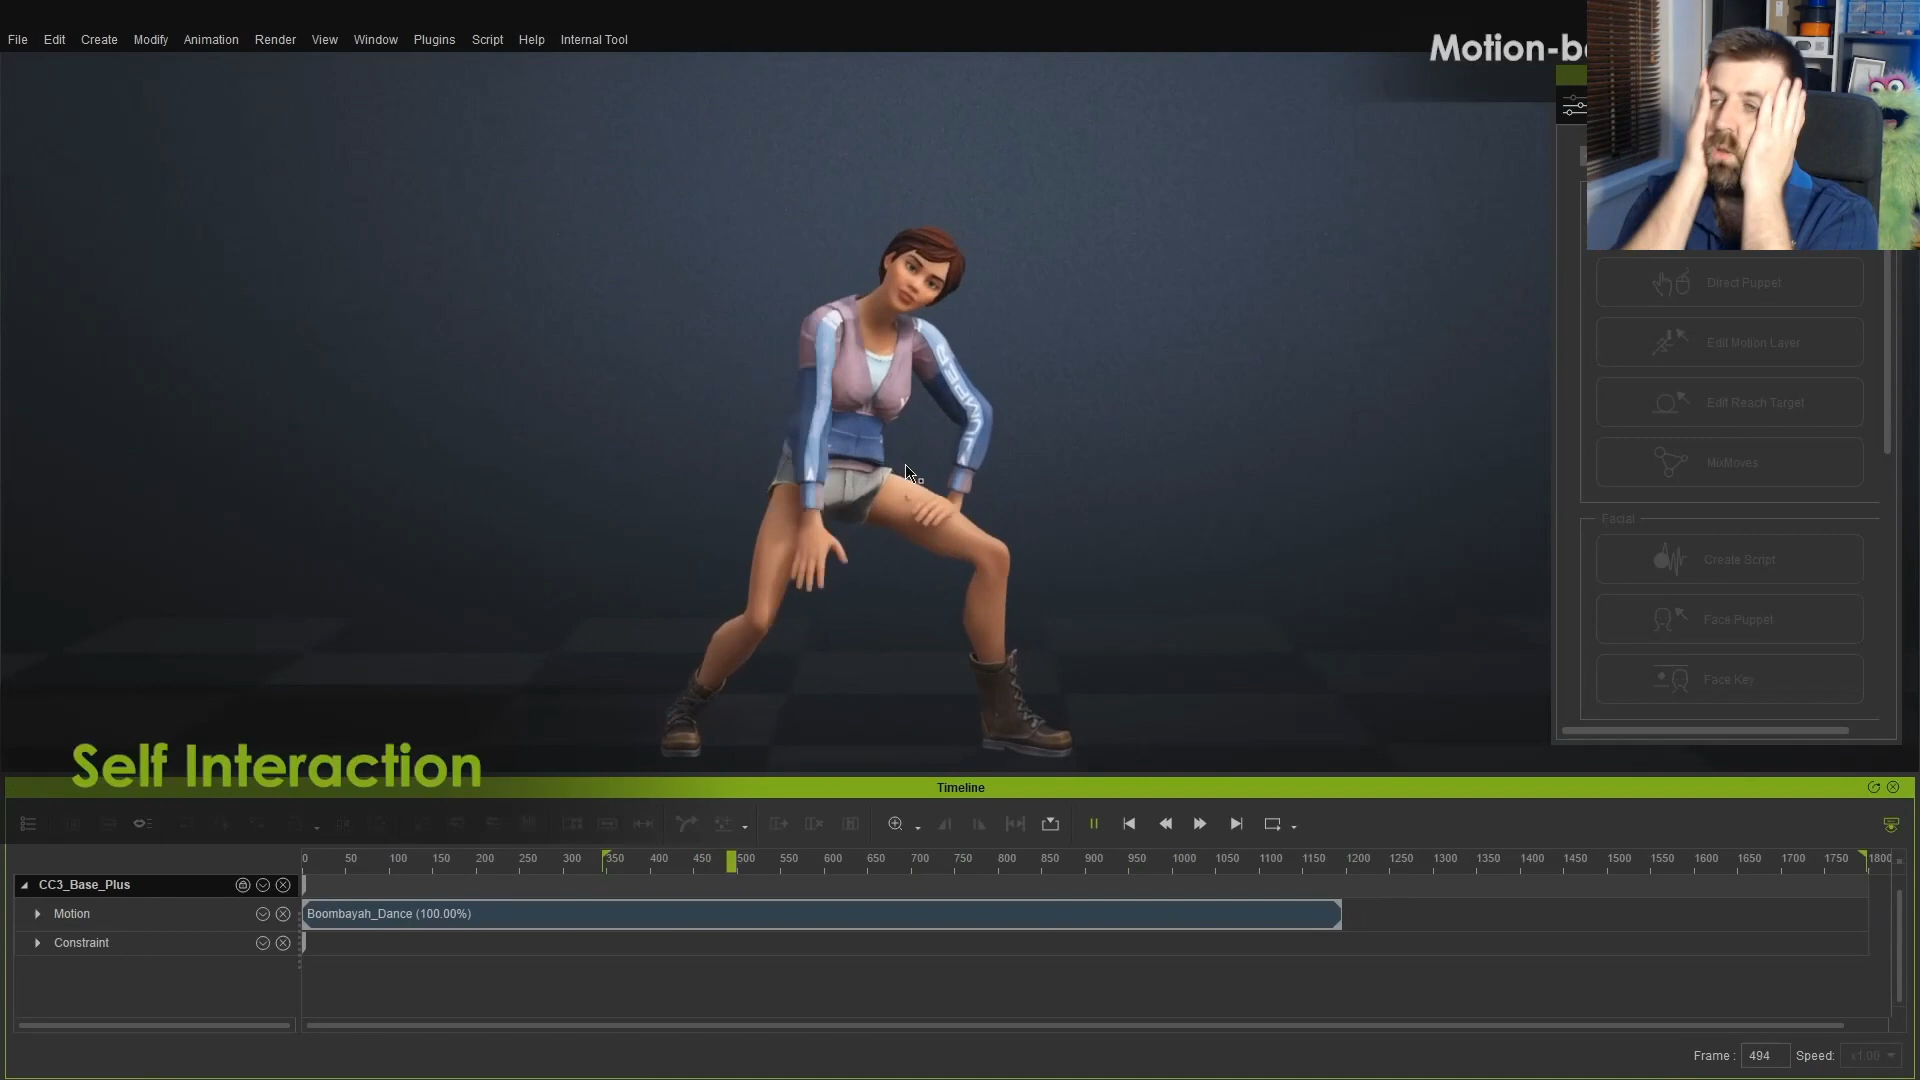 File Edit Create Modify Animation Render View Window Plugins Script Help Internal Tool
Motion-b
Direct Puppet
Edit Motion Layer
Edit Reach Target
MixMoves
Facial
Create Script
Face Puppet
Face Key
JUMPER
Self Interaction
Timeline
0 50 100 150 200 250 300 350 400 450 500 550 600 650 700 750 800 850 900 950 1000 1050 1100 1150 1200 1250 1300 1350 1400 1450 1500 1550 1600 1650 1700 1750 1800
CC3_Base_Plus
Motion
Boombayah_Dance (100.00%)
Constraint
Frame : 494 Speed: x1.00